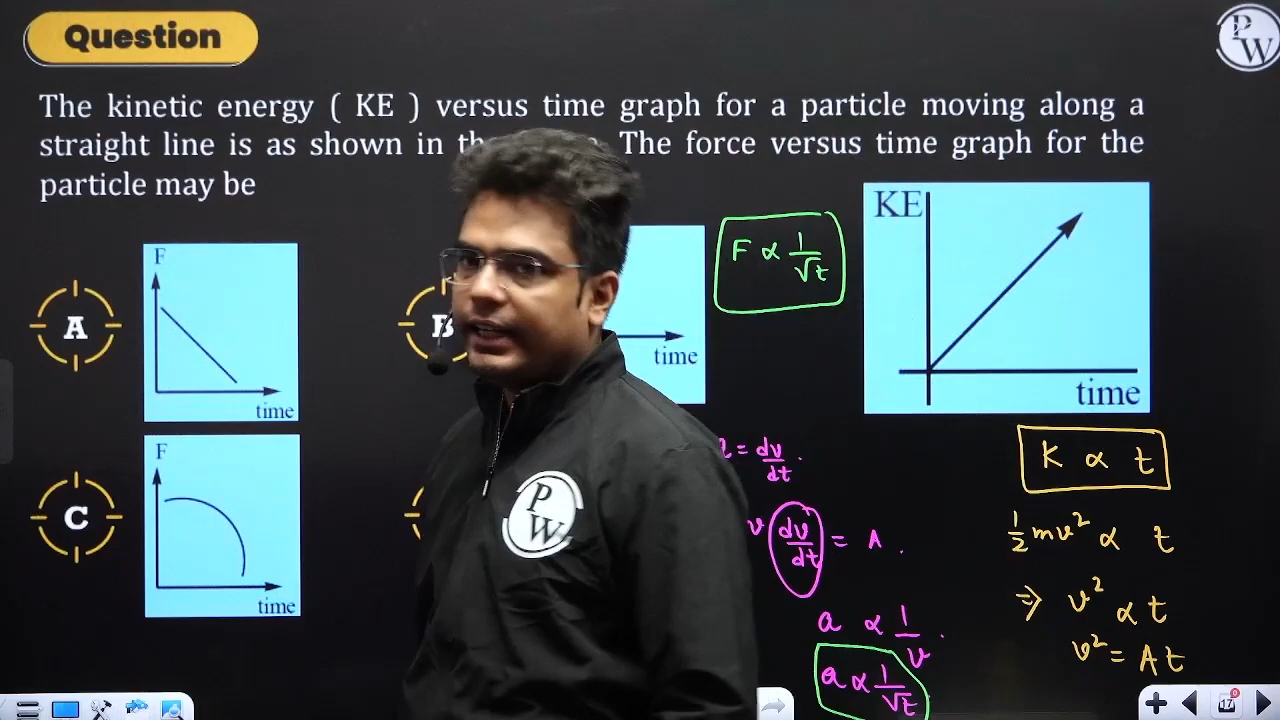 Question
PW
The kinetic energy ( KE ) versus time graph for a particle moving along a
straight line is as shown in the The force versus time graph for the
particle may be
KE
time
F ∝ 1/√t
A
F
time
B
time
C
F
time
K ∝ t
= dv/dt.
v dv/dt = A.
a ∝ 1/v.
a ∝ 1/√t
1/2 mv² ∝ t
⇒ v² ∝ t
v² = At
PW
17